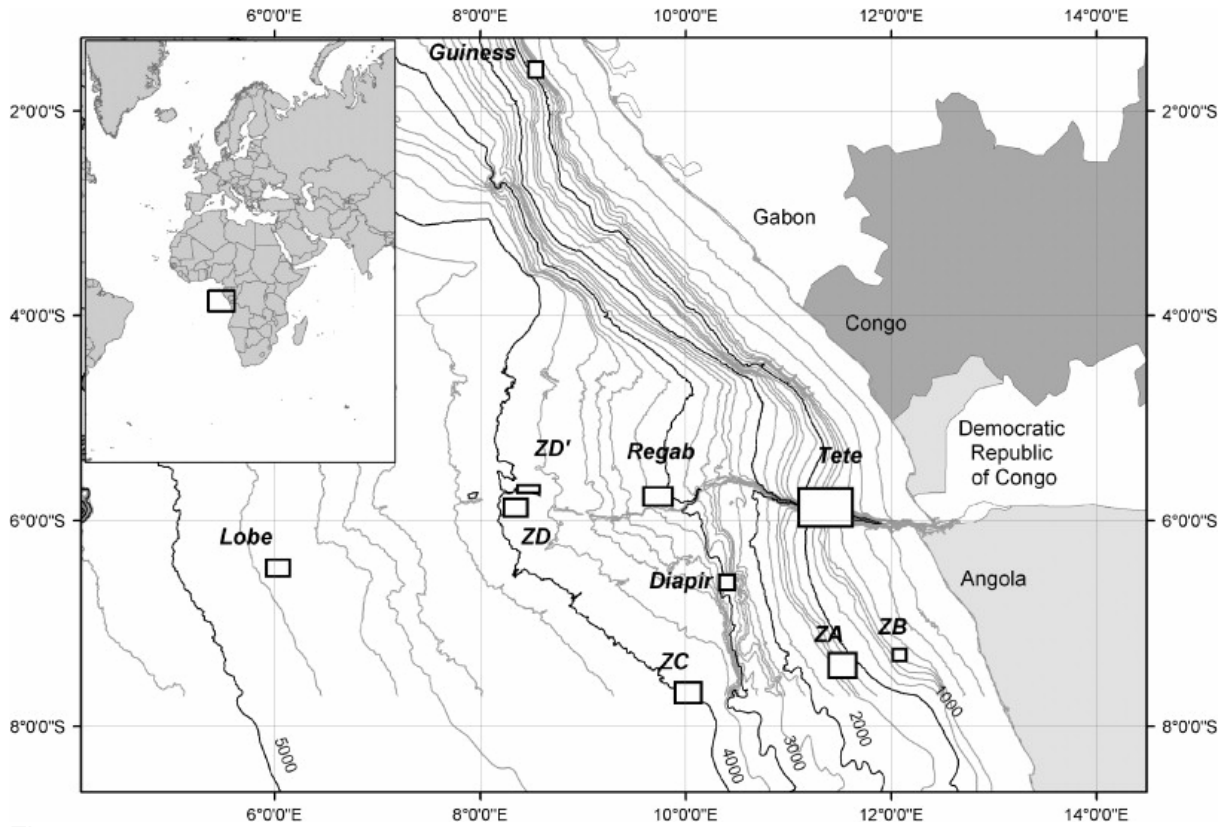 6°0'0"E 8°0'0"E 10°0'0"E 12°0'0"E 14°0'0"E
Guiness
2°0'0"S 2°0'0"S
Gabon
4°0'0"S Congo 4°0'0"S
Democratic
Republic
of Congo
ZD' Regab Tete
6°0'0"S 6°0'0"S
Lobe ZD
Diapir Angola
ZA ZB
ZC
8°0'0"S 8°0'0"S
5000 4000 3000 2000 1000
6°0'0"E 8°0'0"E 10°0'0"E 12°0'0"E 14°0'0"E